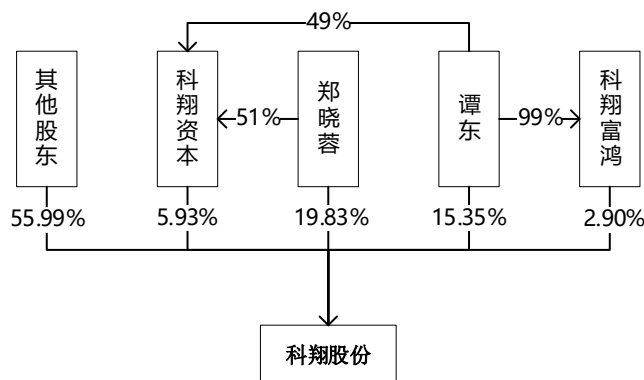 49%
其他股东
科翔资本
51%
郑晓蓉
谭东
99%
科翔富鸿
55.99%
5.93%
19.83%
15.35%
2.90%
科翔股份